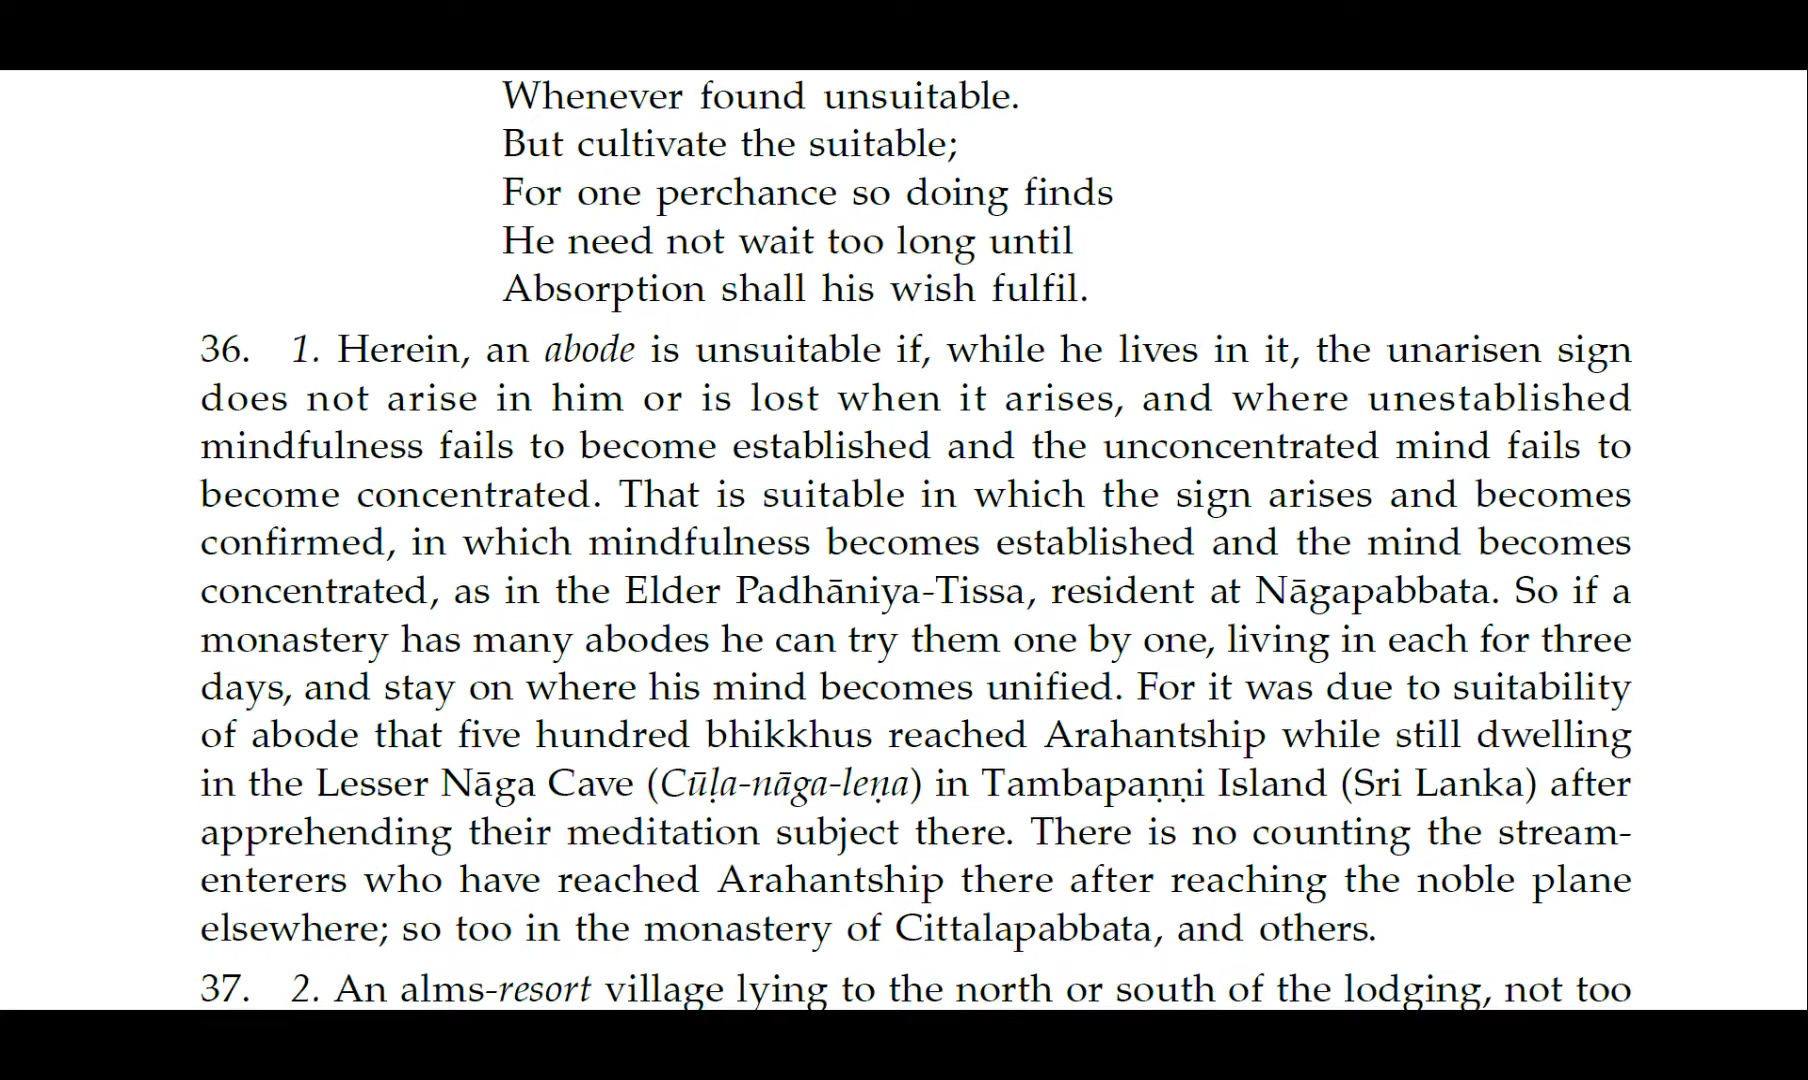 Whenever found unsuitable.
But cultivate the suitable;
For one perchance so doing finds
He need not wait too long until
Absorption shall his wish fulfil.
36. 1. Herein, an abode is unsuitable if, while he lives in it, the unarisen sign
does not arise in him or is lost when it arises, and where unestablished
mindfulness fails to become established and the unconcentrated mind fails to
become concentrated. That is suitable in which the sign arises and becomes
confirmed, in which mindfulness becomes established and the mind becomes
concentrated, as in the Elder Padhāniya-Tissa, resident at Nāgapabbata. So if a
monastery has many abodes he can try them one by one, living in each for three
days, and stay on where his mind becomes unified. For it was due to suitability
of abode that five hundred bhikkhus reached Arahantship while still dwelling
in the Lesser Nāga Cave (Cūḷa-nāga-leṇa) in Tambapaṇṇi Island (Sri Lanka) after
apprehending their meditation subject there. There is no counting the stream-
enterers who have reached Arahantship there after reaching the noble plane
elsewhere; so too in the monastery of Cittalapabbata, and others.
37. 2. An alms-resort village lying to the north or south of the lodging, not too